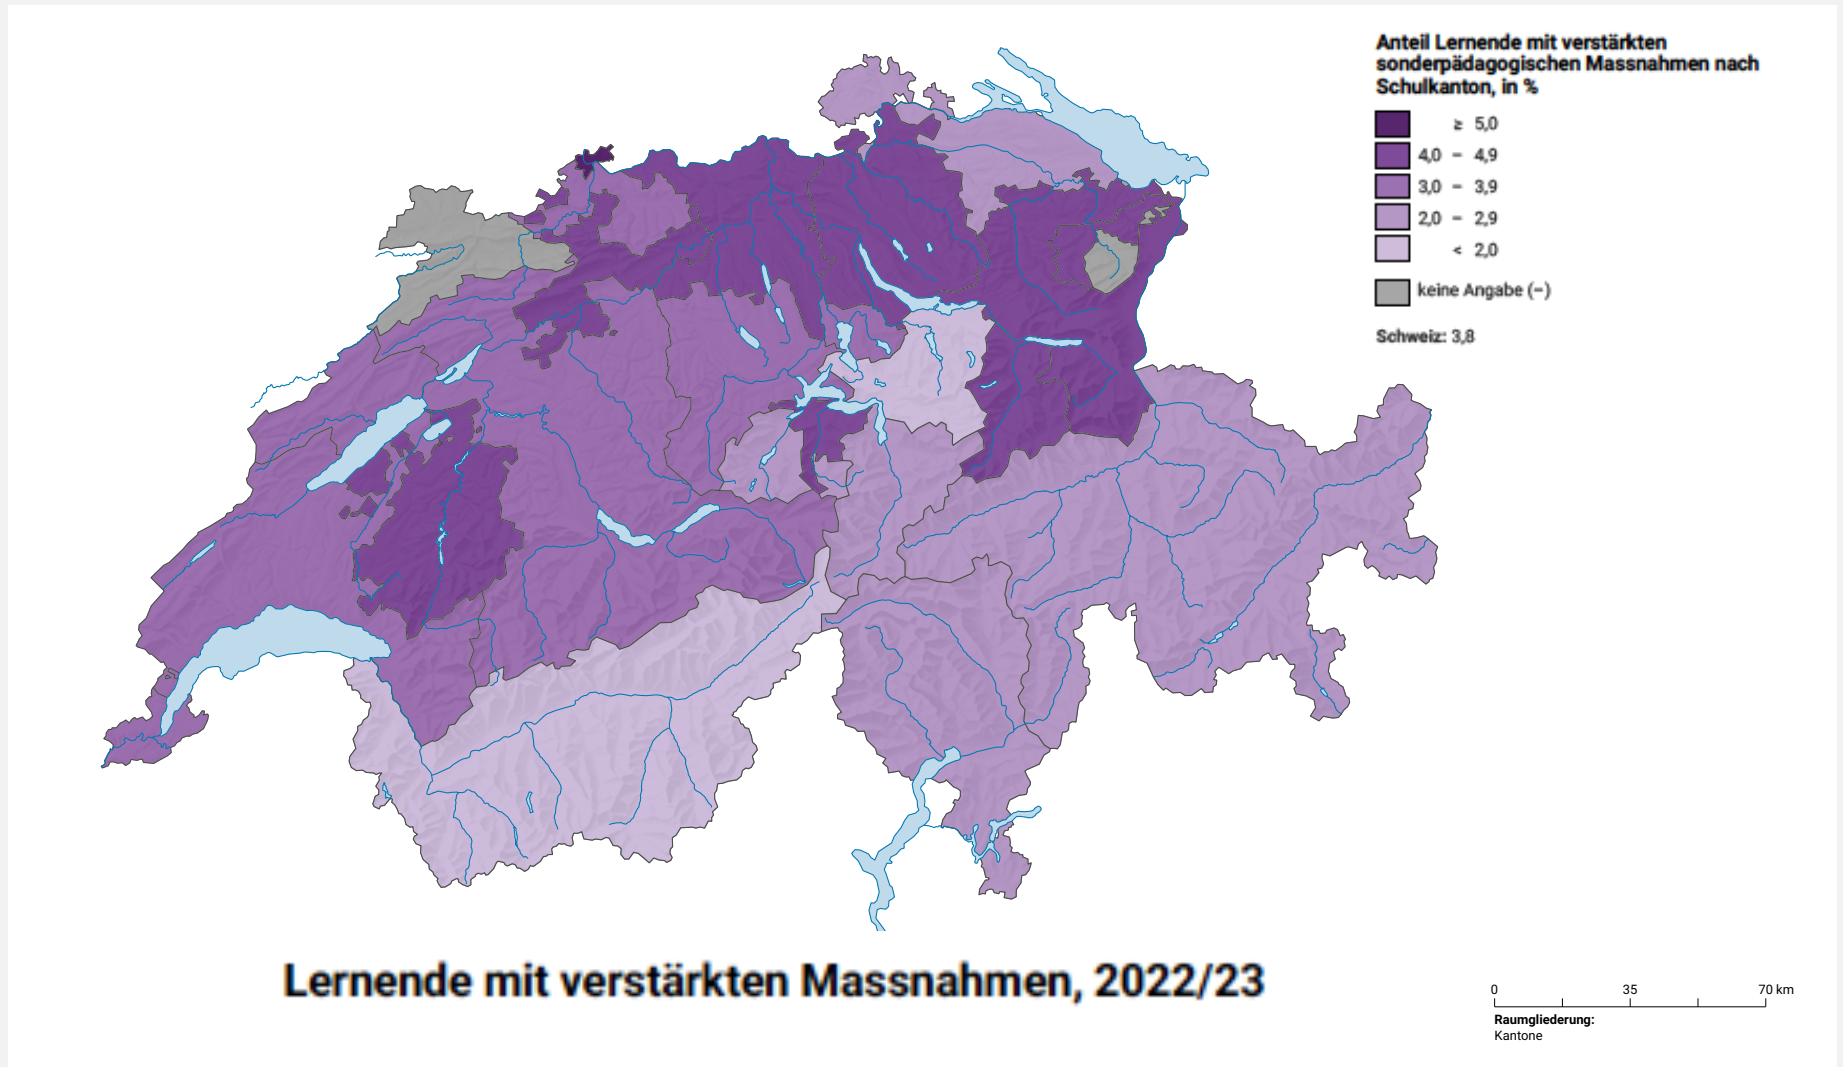 Anteil Lernende mit verstärkten
sonderpädagogischen Massnahmen nach
Schulkanton, in %
≥ 5,0
4,0 – 4,9
3,0 – 3,9
2,0 – 2,9
< 2,0
keine Angabe (–)
Schweiz: 3,8
Lernende mit verstärkten Massnahmen, 2022/23
0 35 70 km
Raumgliederung:
Kantone